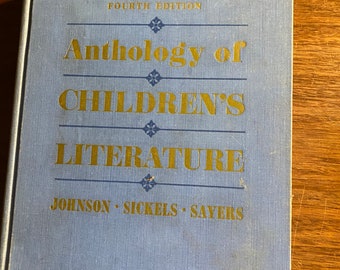 FOURTH EDITION
Anthology of
CHILDREN'S
LITERATURE
JOHNSON · SICKELS · SAYERS